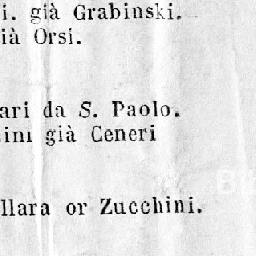 i. già Grabinski.
ià Orsi.
ari da S. Paolo.
ini già Ceneri
llara or Zucchini.